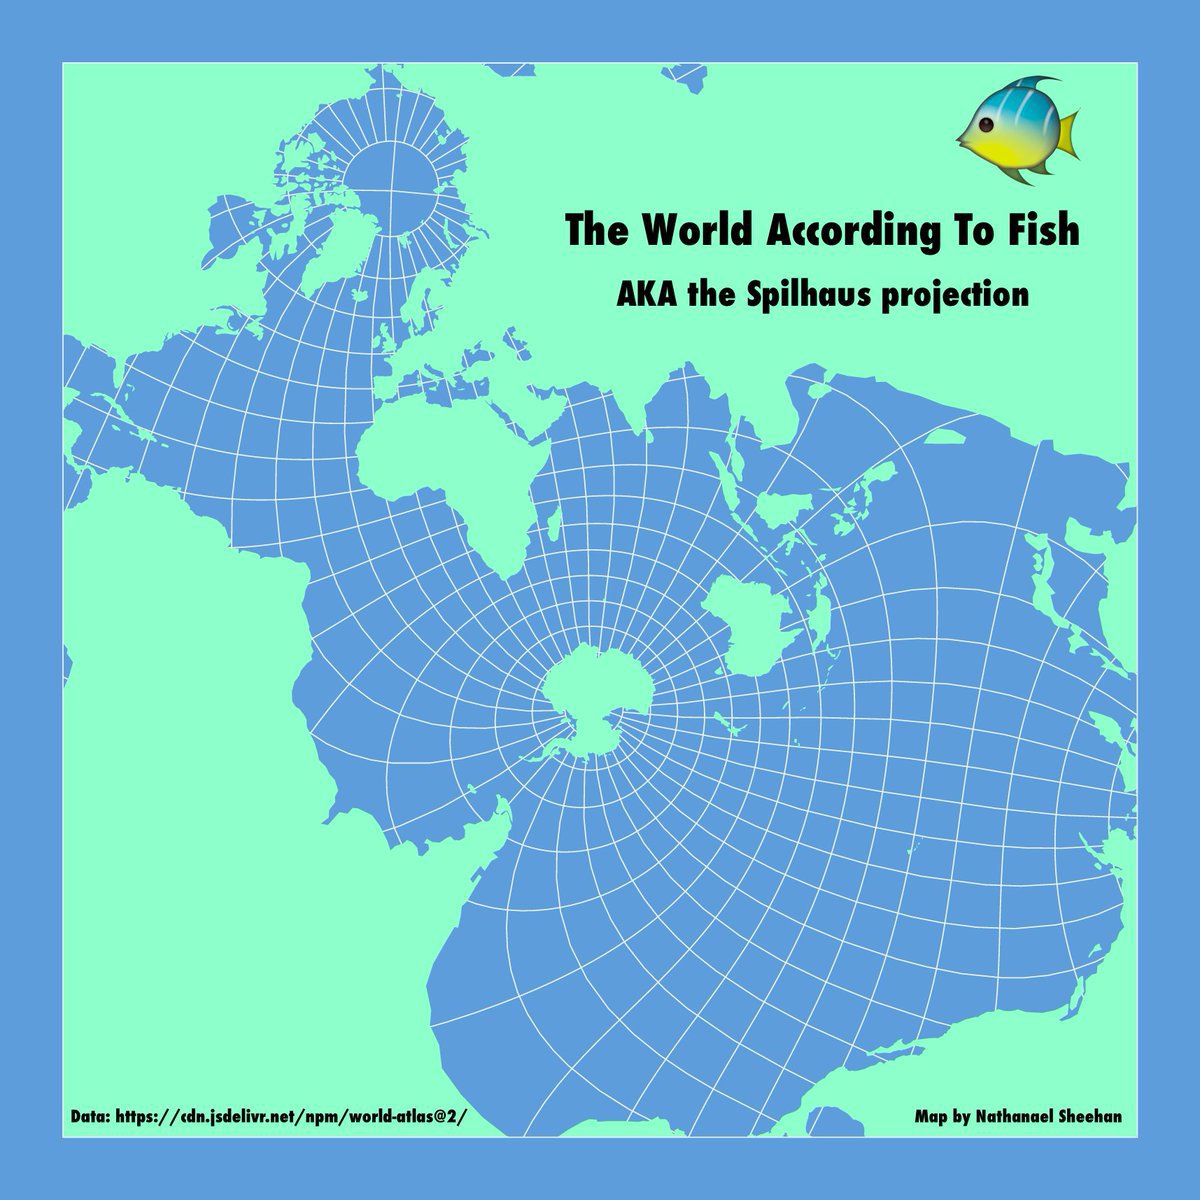 The World According To Fish
AKA the Spilhaus projection
Data: https://cdn.jsdelivr.net/npm/world-atlas@2/
Map by Nathanael Sheehan